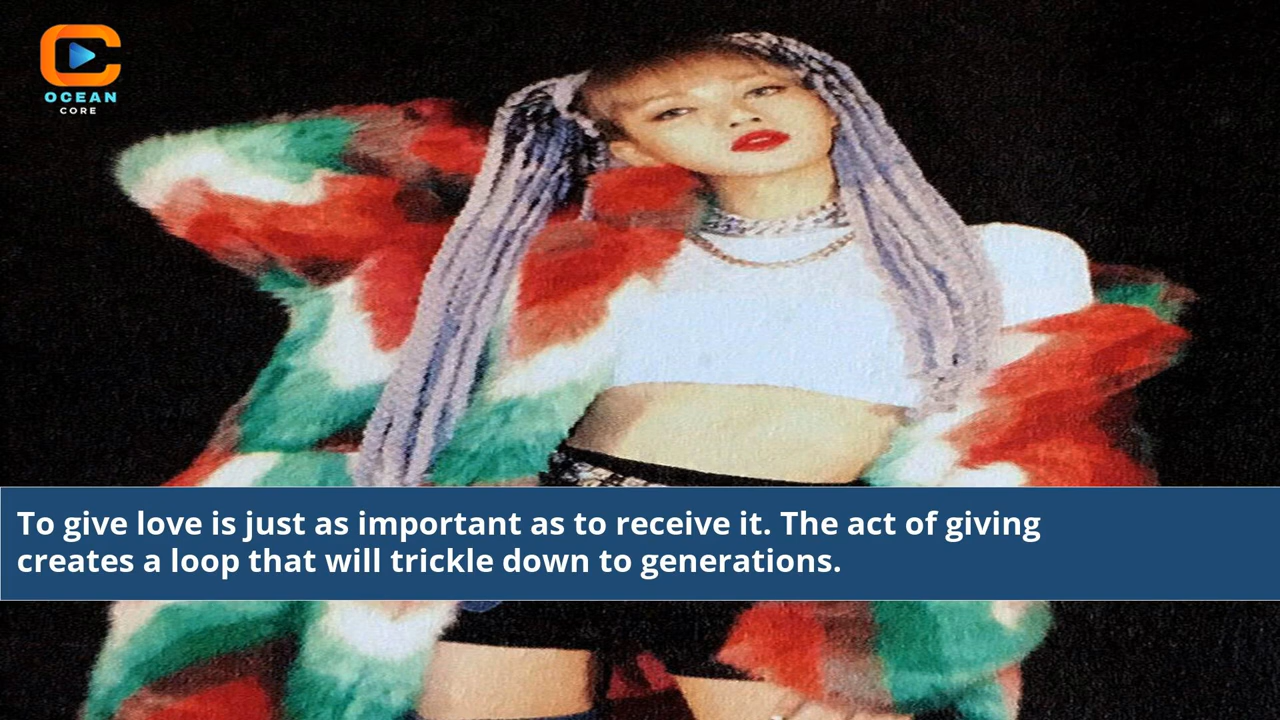 OCEAN
CORE
To give love is just as important as to receive it. The act of giving
creates a loop that will trickle down to generations.